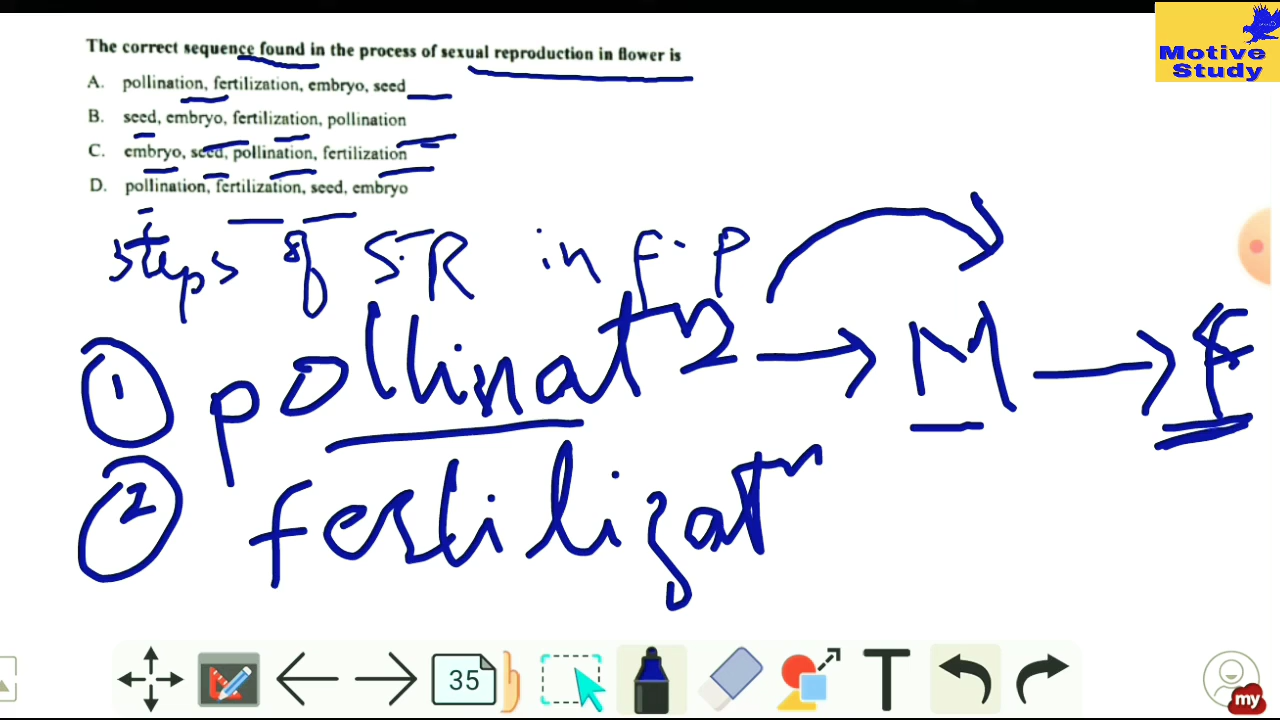 The correct sequence found in the process of sexual reproduction in flower is
A. pollination, fertilization, embryo, seed
B. seed, embryo, fertilization, pollination
C. embryo, seed, pollination, fertilization
D. pollination, fertilization, seed, embryo
Motive
Study
steps of S.R in F.P
1 pollinatn → M → F
2 fertilizatn
35
T
my